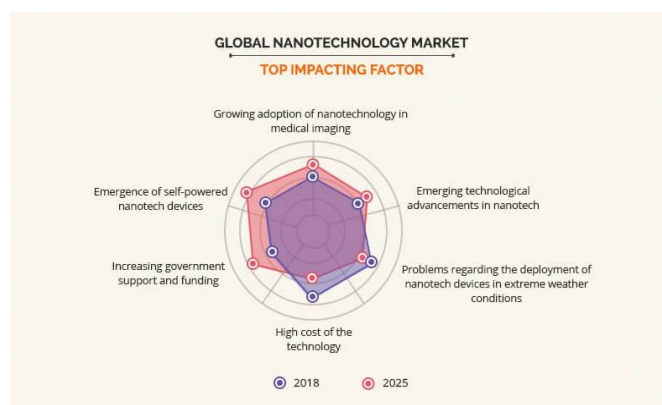 GLOBAL NANOTECHNOLOGY MARKET
TOP IMPACTING FACTOR
Growing adoption of nanotechnology in
medical imaging
Emergence of self-powered
nanotech devices
Emerging technological
advancements in nanotech
Increasing government
support and funding
Problems regarding the deployment of
nanotech devices in extreme weather
conditions
High cost of the
technology
2018
2025